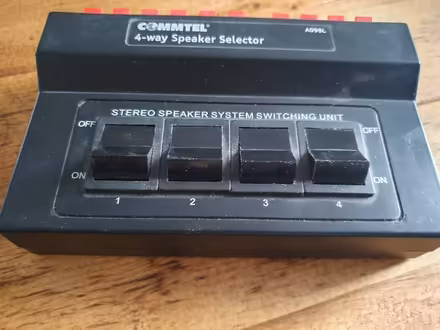 COMMTEL
4-way Speaker Selector
A099L
STEREO SPEAKER SYSTEM SWITCHING UNIT
OFF
OFF
ON
ON
1 2 3 4